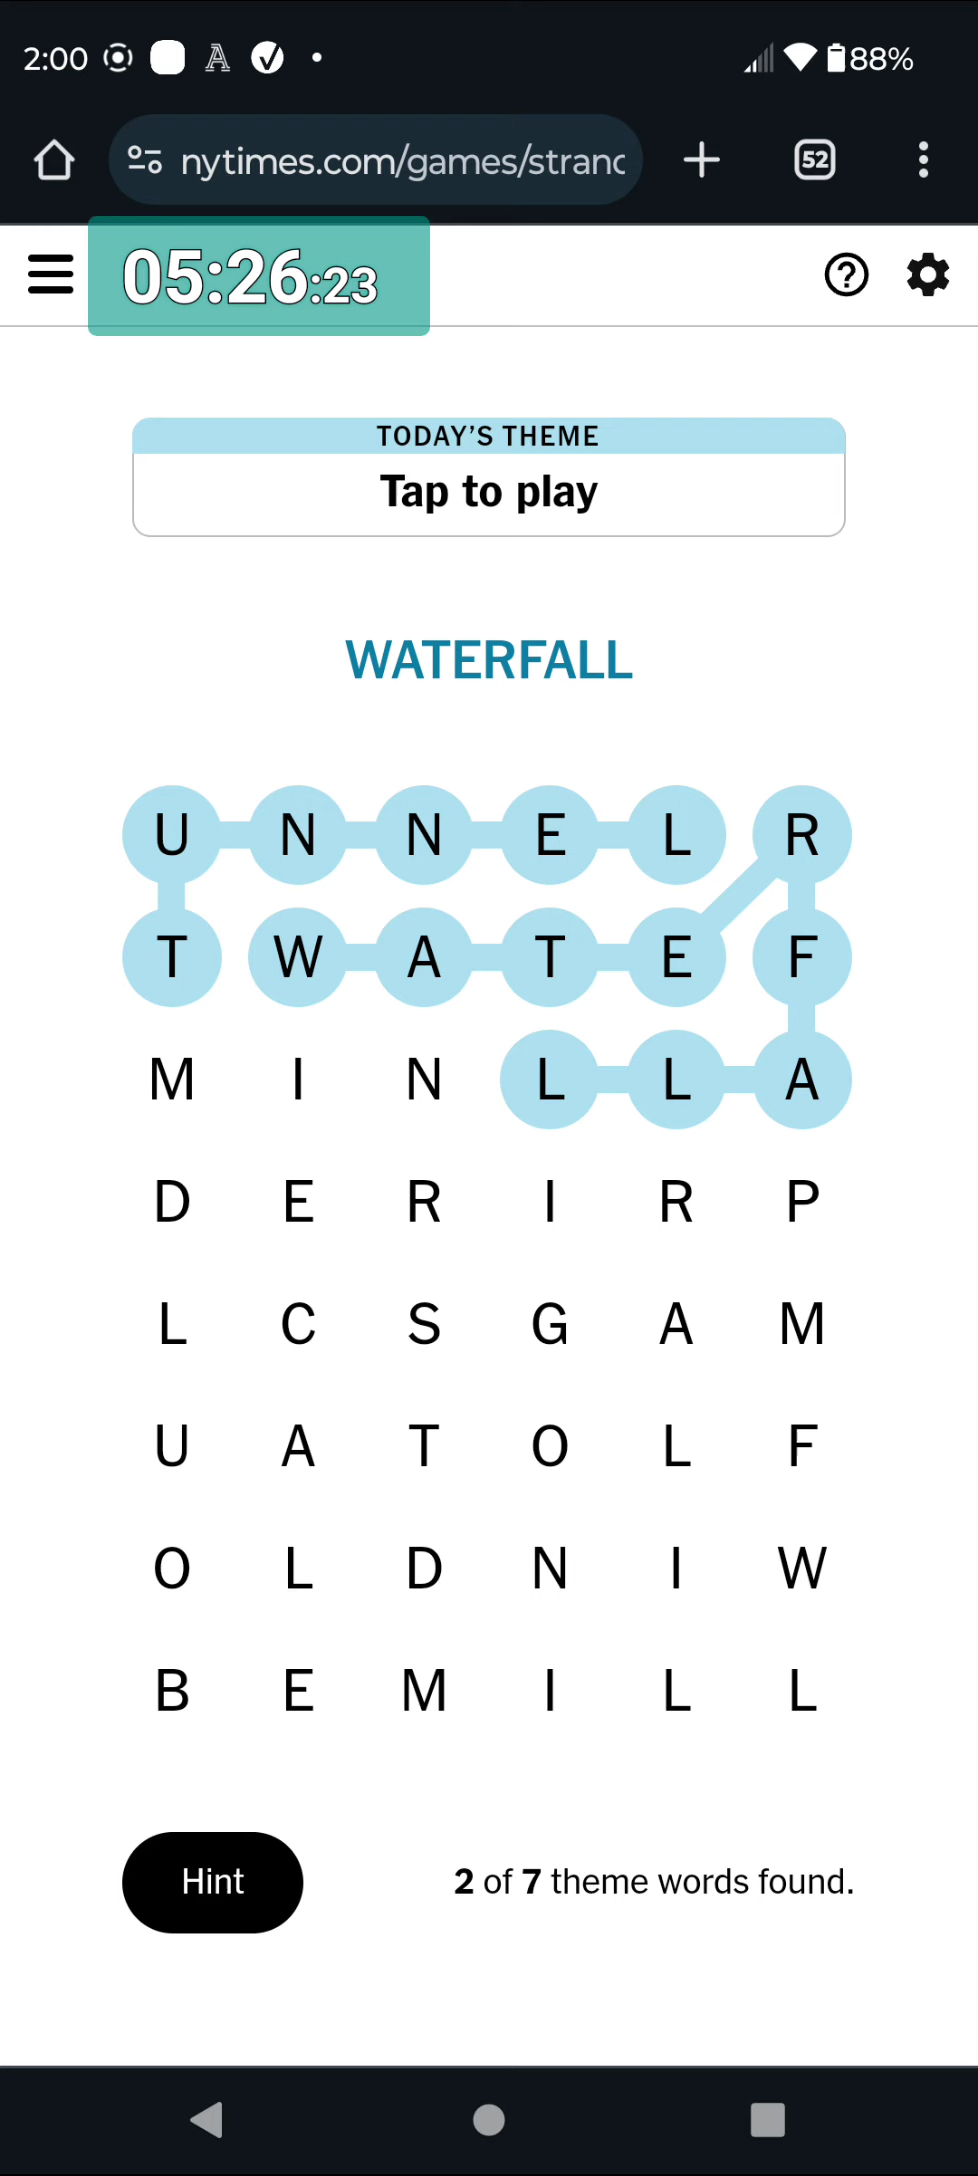 2:00 88%
nytimes.com/games/stranc 52
05:26:23
TODAY'S THEME
Tap to play
WATERFALL
U N N E L R
T W A T E F
M I N L L A
D E R I R P
L C S G A M
U A T O L F
O L D N I W
B E M I L L
Hint 2 of 7 theme words found.